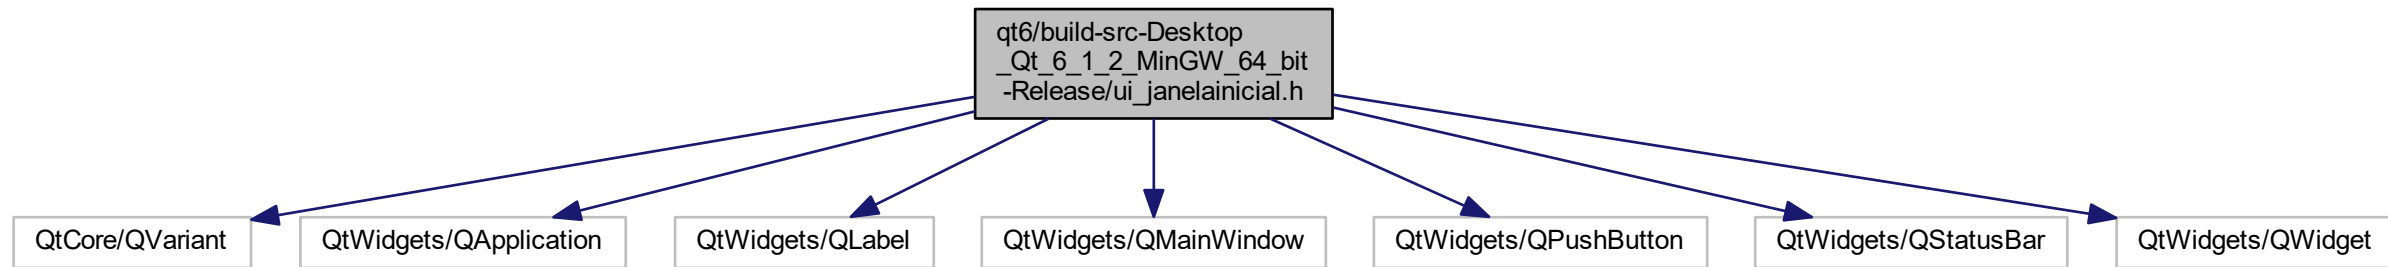 qt6/build-src-Desktop
_Qt_6_1_2_MinGW_64_bit
-Release/ui_janelainicial.h
QtCore/QVariant
QtWidgets/QApplication
QtWidgets/QLabel
QtWidgets/QMainWindow
QtWidgets/QPushButton
QtWidgets/QStatusBar
QtWidgets/QWidget